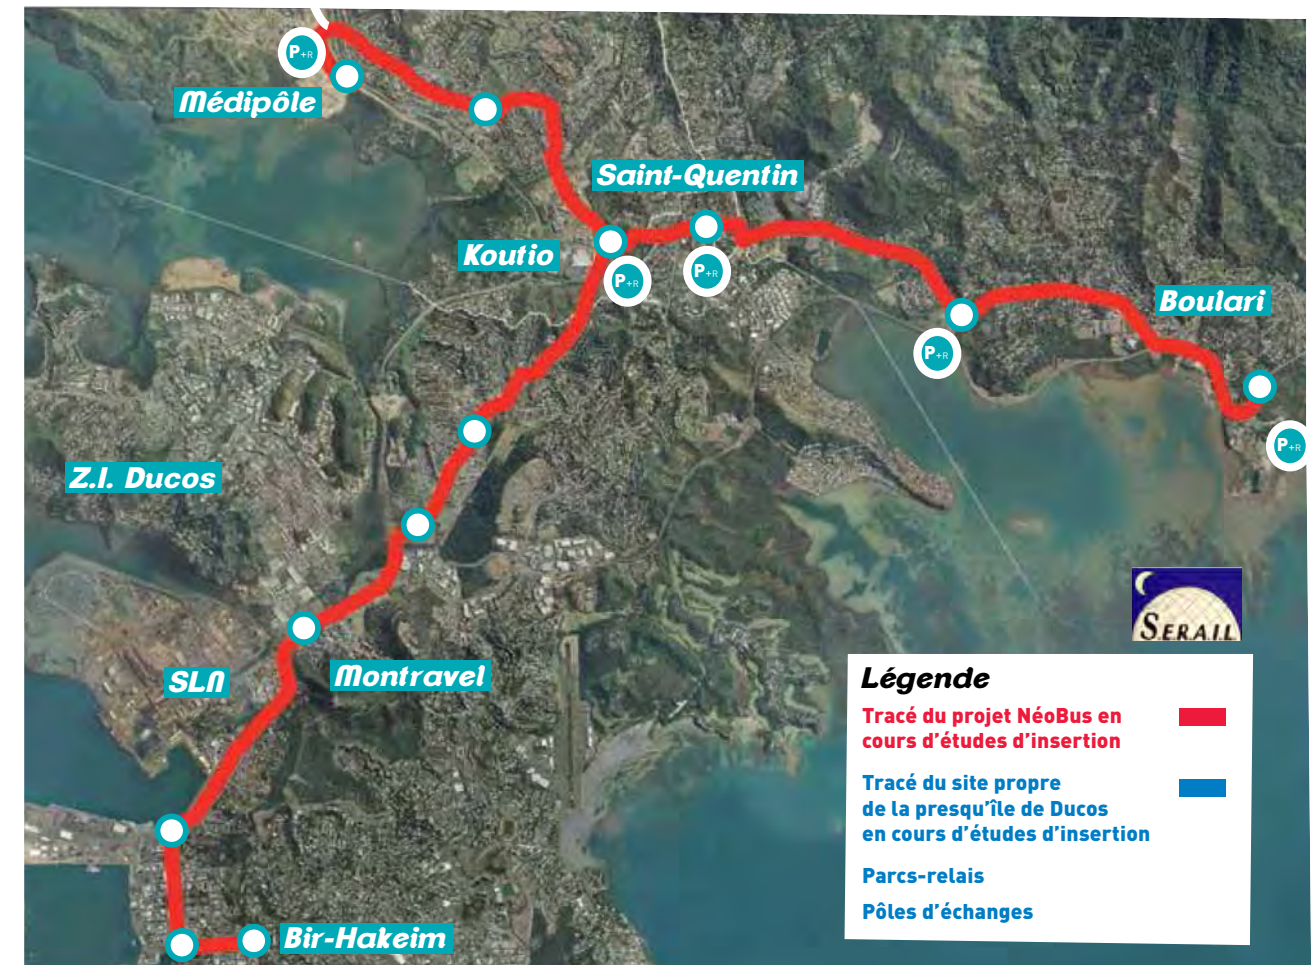 P+R
Médipôle
Saint-Quentin
Koutio
P+R
P+R
Boulari
P+R
P+R
Z.I. Ducos
SLN
Montravel
Bir-Hakeim
SERAIL
Légende
Tracé du projet NéoBus en
cours d'études d'insertion
Tracé du site propre
de la presqu'île de Ducos
en cours d'études d'insertion
Parcs-relais
Pôles d'échanges